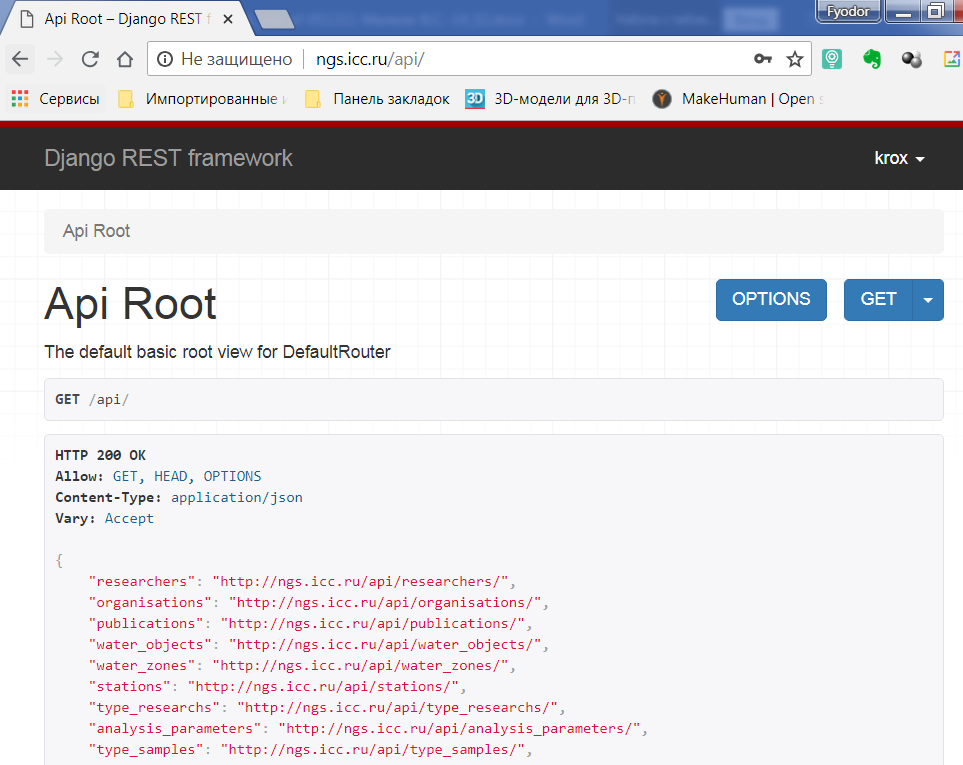 Api Root – Django REST f
Fyodor
Не защищено ngs.icc.ru/api/
Сервисы Импортированные Панель закладок 3D 3D-модели для 3D-п MakeHuman | Open
Django REST framework krox
Api Root
Api Root OPTIONS GET
The default basic root view for DefaultRouter
GET /api/
HTTP 200 OK
Allow: GET, HEAD, OPTIONS
Content-Type: application/json
Vary: Accept
{
"researchers": "http://ngs.icc.ru/api/researchers/",
"organisations": "http://ngs.icc.ru/api/organisations/",
"publications": "http://ngs.icc.ru/api/publications/",
"water_objects": "http://ngs.icc.ru/api/water_objects/",
"water_zones": "http://ngs.icc.ru/api/water_zones/",
"stations": "http://ngs.icc.ru/api/stations/",
"type_researchs": "http://ngs.icc.ru/api/type_researchs/",
"analysis_parameters": "http://ngs.icc.ru/api/analysis_parameters/",
"type_samples": "http://ngs.icc.ru/api/type_samples/",